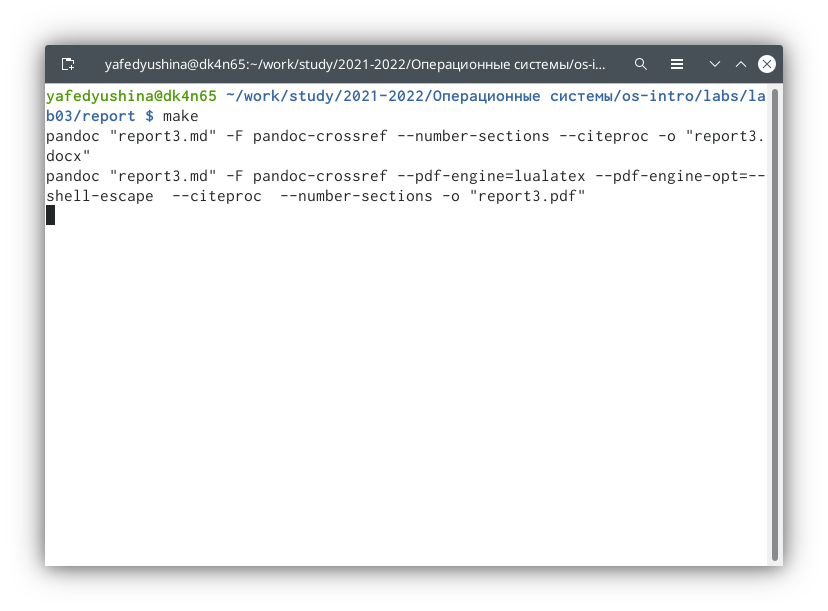 yafedyushina@dk4n65:~/work/study/2021-2022/Операционные системы/os-i…
yafedyushina@dk4n65 ~/work/study/2021-2022/Операционные системы/os-intro/labs/la
b03/report $ make
pandoc "report3.md" -F pandoc-crossref --number-sections --citeproc -o "report3.
docx"
pandoc "report3.md" -F pandoc-crossref --pdf-engine=lualatex --pdf-engine-opt=--
shell-escape  --citeproc  --number-sections -o "report3.pdf"